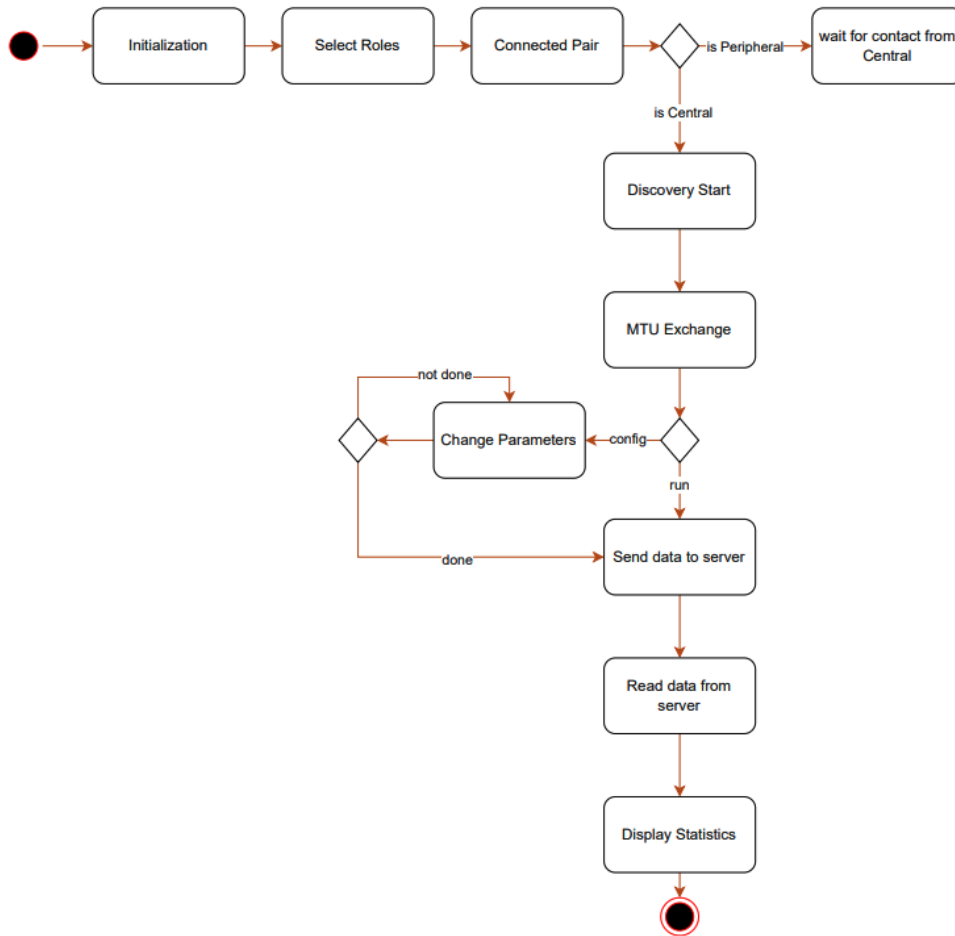 Initialization
Select Roles
Connected Pair
is Peripheral
wait for contact from
Central
is Central
Discovery Start
MTU Exchange
not done
Change Parameters
config
run
done
Send data to server
Read data from
server
Display Statistics